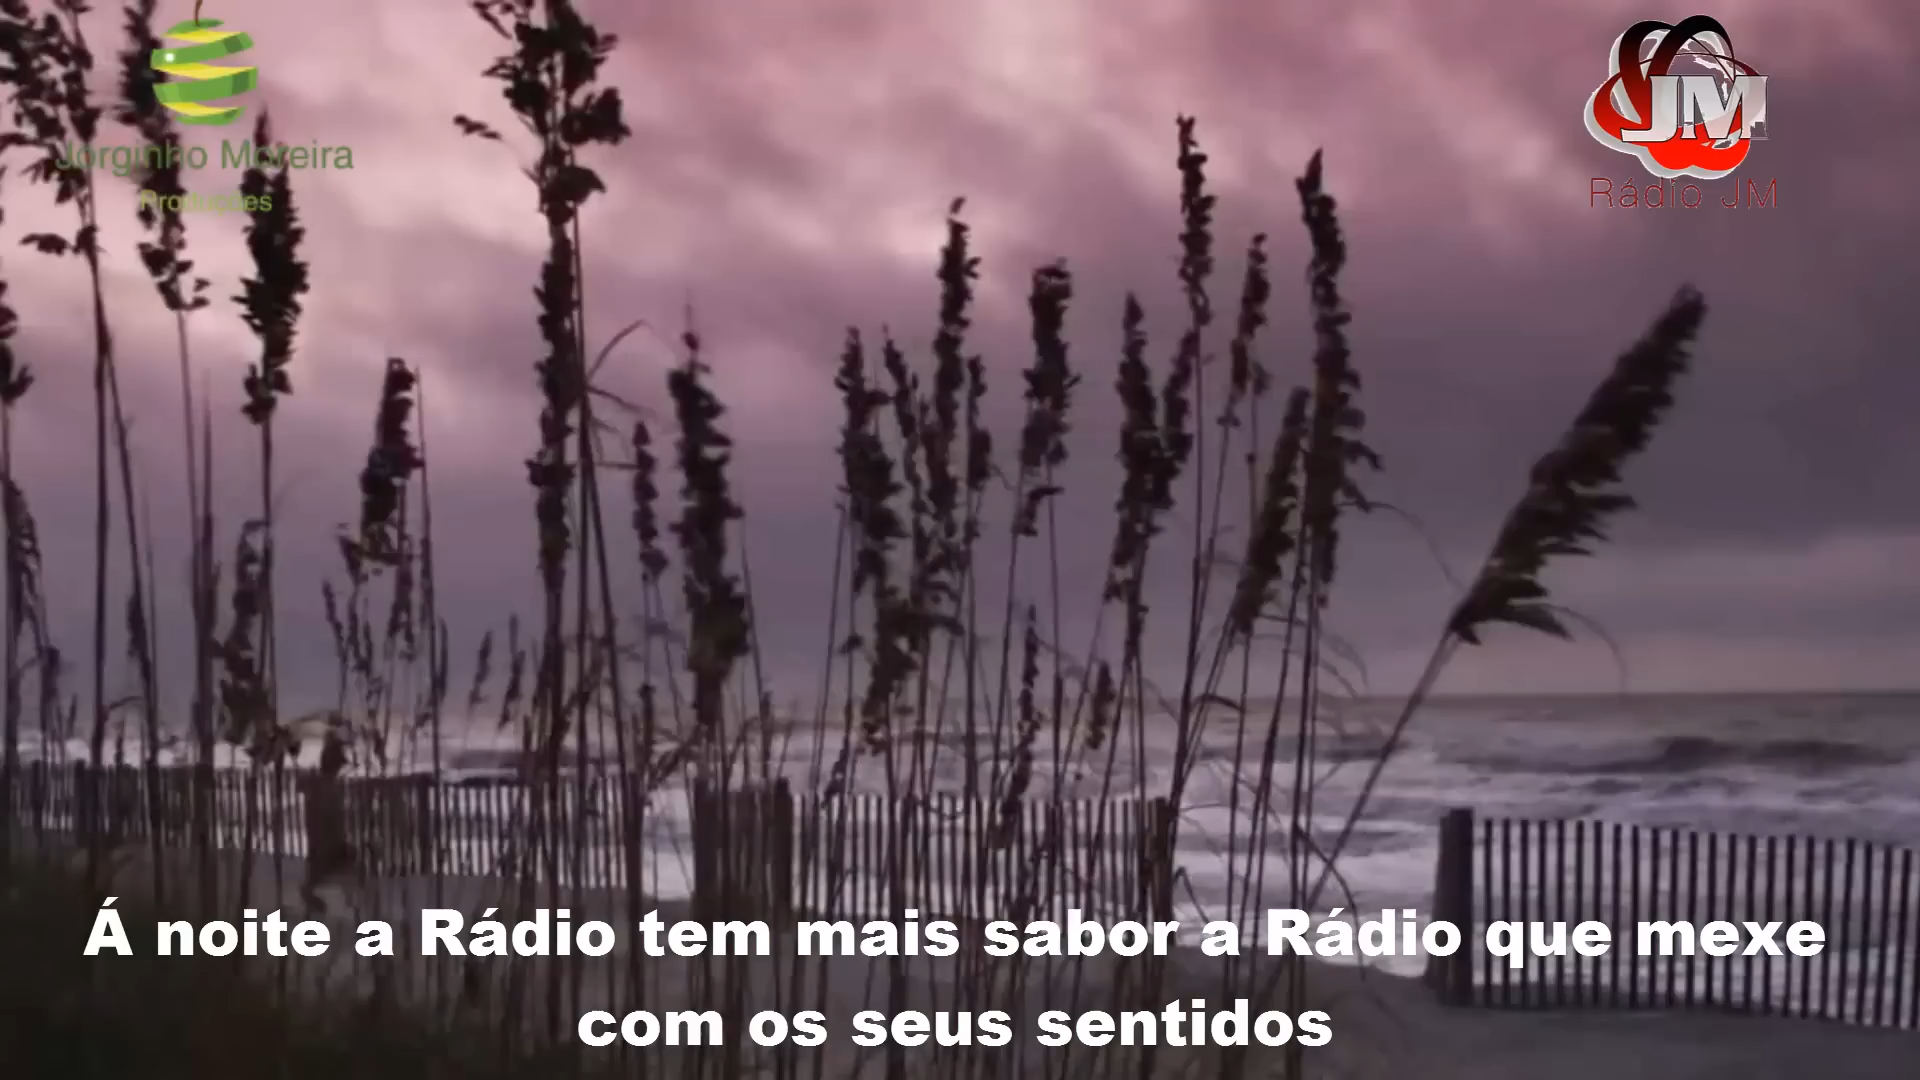 Jorginho Moreira
Produções
JM
Rádio JM
Á noite a Rádio tem mais sabor a Rádio que mexe
com os seus sentidos